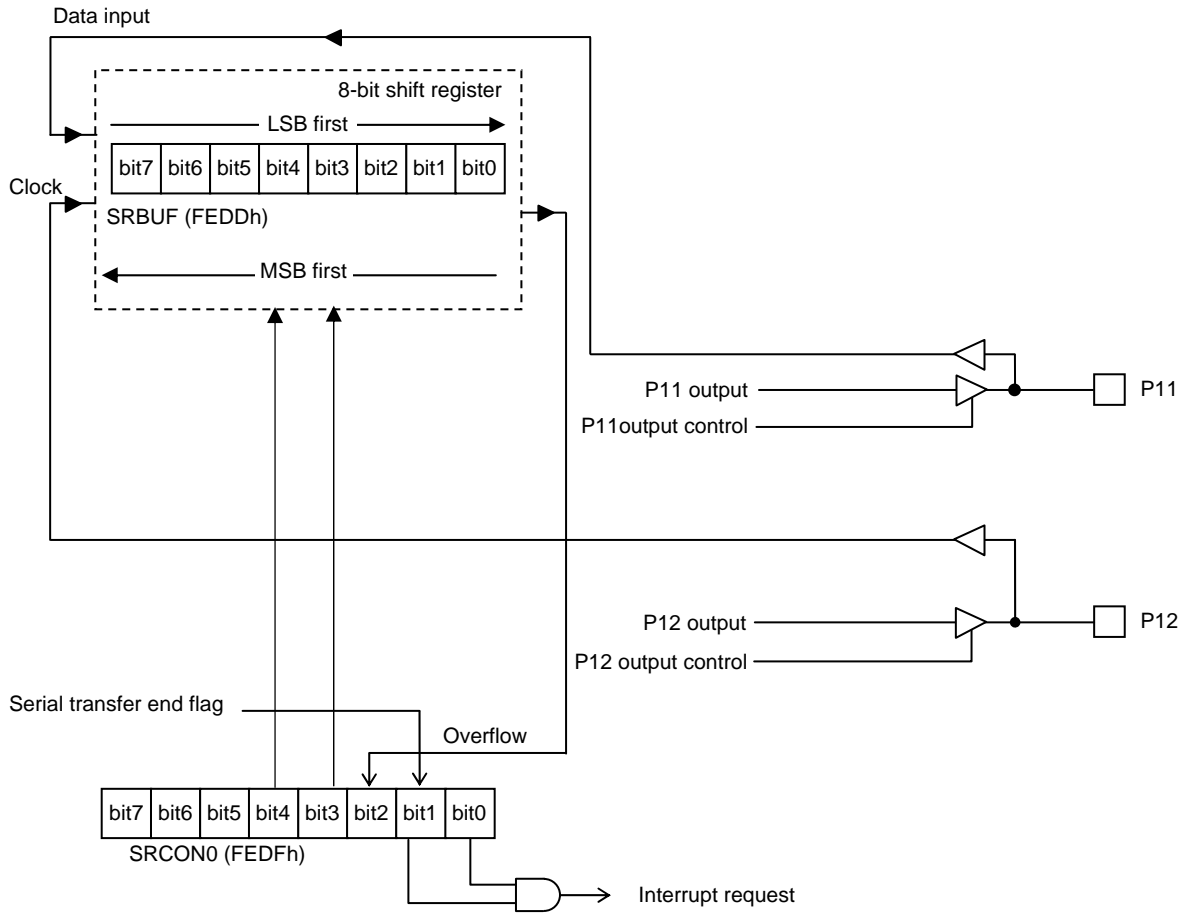 Data input
8-bit shift register
LSB first
bit7 bit6 bit5 bit4 bit3 bit2 bit1 bit0
Clock
SRBUF (FEDDh)
MSB first
P11 output
P11
P11output control
P12 output
P12
P12 output control
Serial transfer end flag
Overflow
bit7 bit6 bit5 bit4 bit3 bit2 bit1 bit0
SRCON0 (FEDFh)
Interrupt request